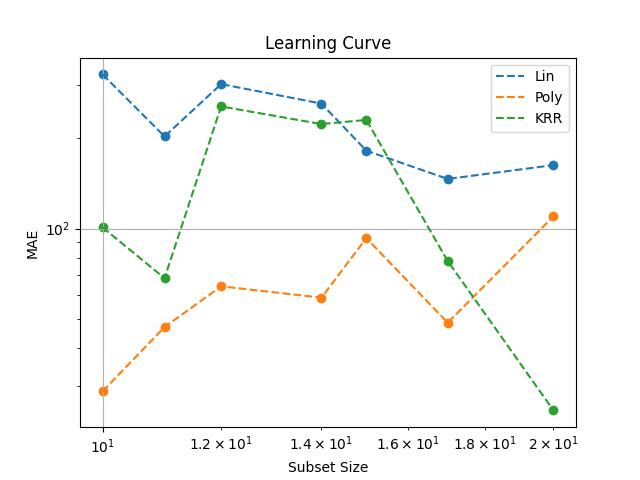 Learning Curve
Lin
Poly
KRR
MAE
10²
10¹
1.2 × 10¹
1.4 × 10¹
1.6 × 10¹
1.8 × 10¹
2 × 10¹
Subset Size